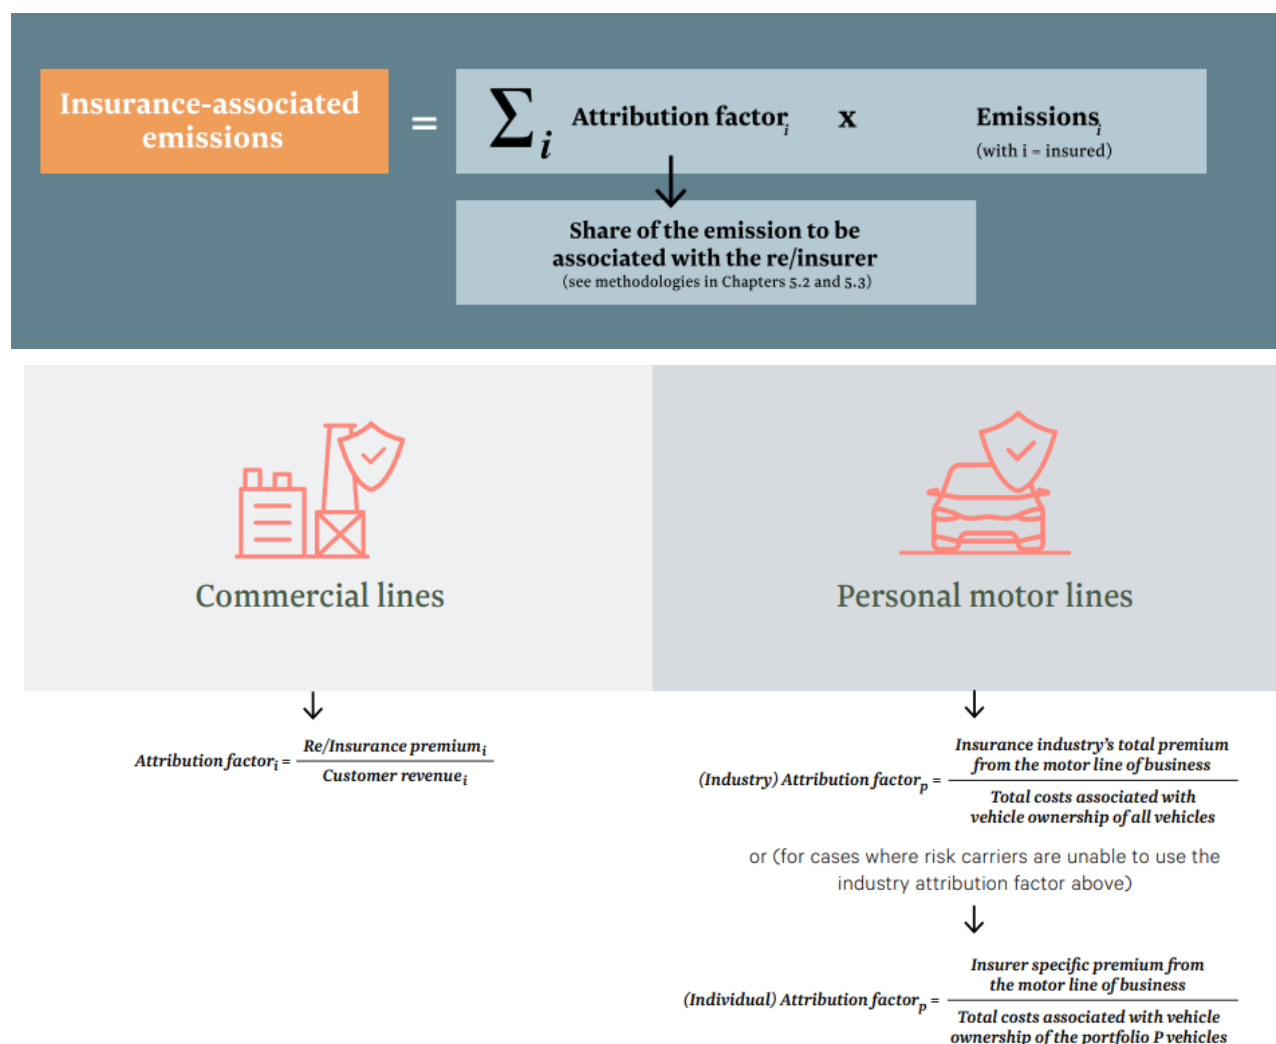 Insurance-associated
emissions
=
∑i Attribution factori x Emissionsi
(with i = insured)
Share of the emission to be
associated with the re/insurer
(see methodologies in Chapters 5.2 and 5.3)
Commercial lines
Attribution factori = Re/Insurance premiumi
Customer revenuei
Personal motor lines
Insurance industry's total premium
from the motor line of business
(Industry) Attribution factorp =
Total costs associated with
vehicle ownership of all vehicles
or (for cases where risk carriers are unable to use the
industry attribution factor above)
Insurer specific premium from
the motor line of business
(Individual) Attribution factorp =
Total costs associated with vehicle
ownership of the portfolio P vehicles